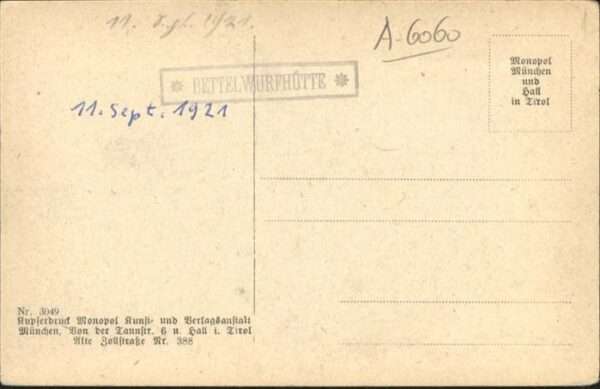 11. Sept. 1921.
A-6060
* BETTELWURFHÜTTE *
11. Sept. 1921
Monopol
München
und
Hall
in Tirol
Nr. 3049
Kupferdruck Monopol Kunst- und Verlagsanstalt
München, Von der Tannstr. 6 u. Hall i. Tirol
Alte Zollstraße Nr. 388